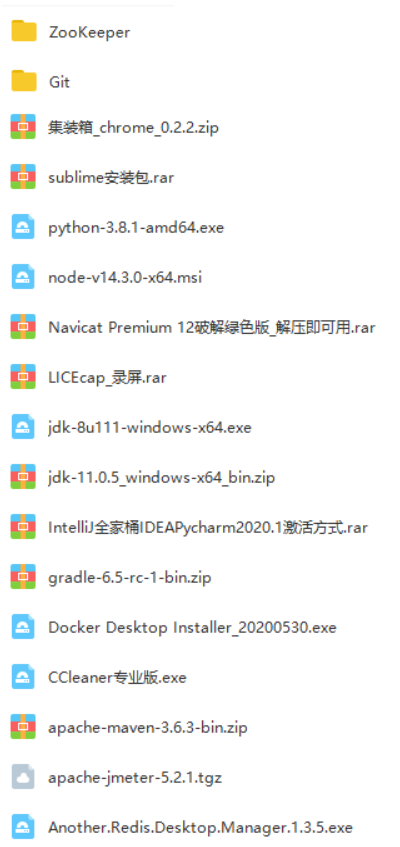 ZooKeeper
Git
集装箱_chrome_0.2.2.zip
sublime安装包.rar
python-3.8.1-amd64.exe
node-v14.3.0-x64.msi
Navicat Premium 12破解绿色版_解压即可用.rar
LICEcap_录屏.rar
jdk-8u111-windows-x64.exe
jdk-11.0.5_windows-x64_bin.zip
IntelliJ全家桶IDEAPycharm2020.1激活方式.rar
gradle-6.5-rc-1-bin.zip
Docker Desktop Installer_20200530.exe
CCleaner专业版.exe
apache-maven-3.6.3-bin.zip
apache-jmeter-5.2.1.tgz
Another.Redis.Desktop.Manager.1.3.5.exe